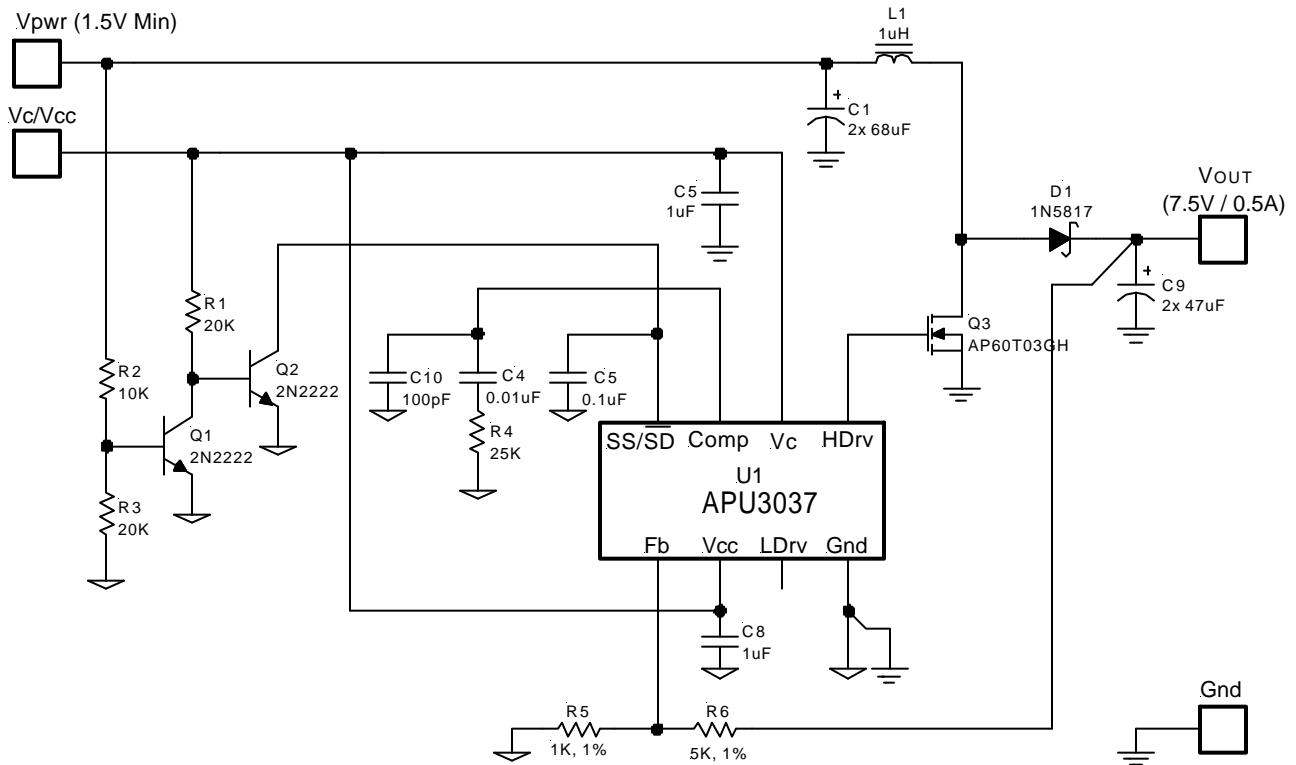 Vpwr (1.5V Min)
L1
1uH
Vc/Vcc
C1
2x 68uF
C5
1uF
D1
1N5817
VOUT
(7.5V / 0.5A)
C9
2x 47uF
R1
20K
Q3
AP60T03GH
R2
10K
Q2
2N2222
C10
100pF
C4
0.01uF
C5
0.1uF
Q1
2N2222
R4
25K
SS/SD Comp Vc HDrv
U1
APU3037
Fb Vcc LDrv Gnd
R3
20K
C8
1uF
Gnd
R5
1K, 1%
R6
5K, 1%